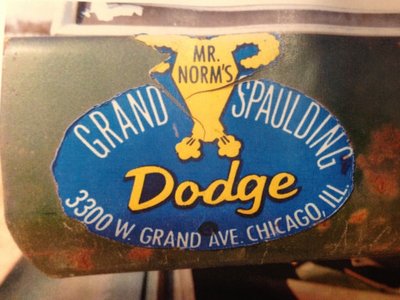 MR.
NORM'S
GRAND SPAULDING
Dodge
3300 W. GRAND AVE. CHICAGO, ILL.